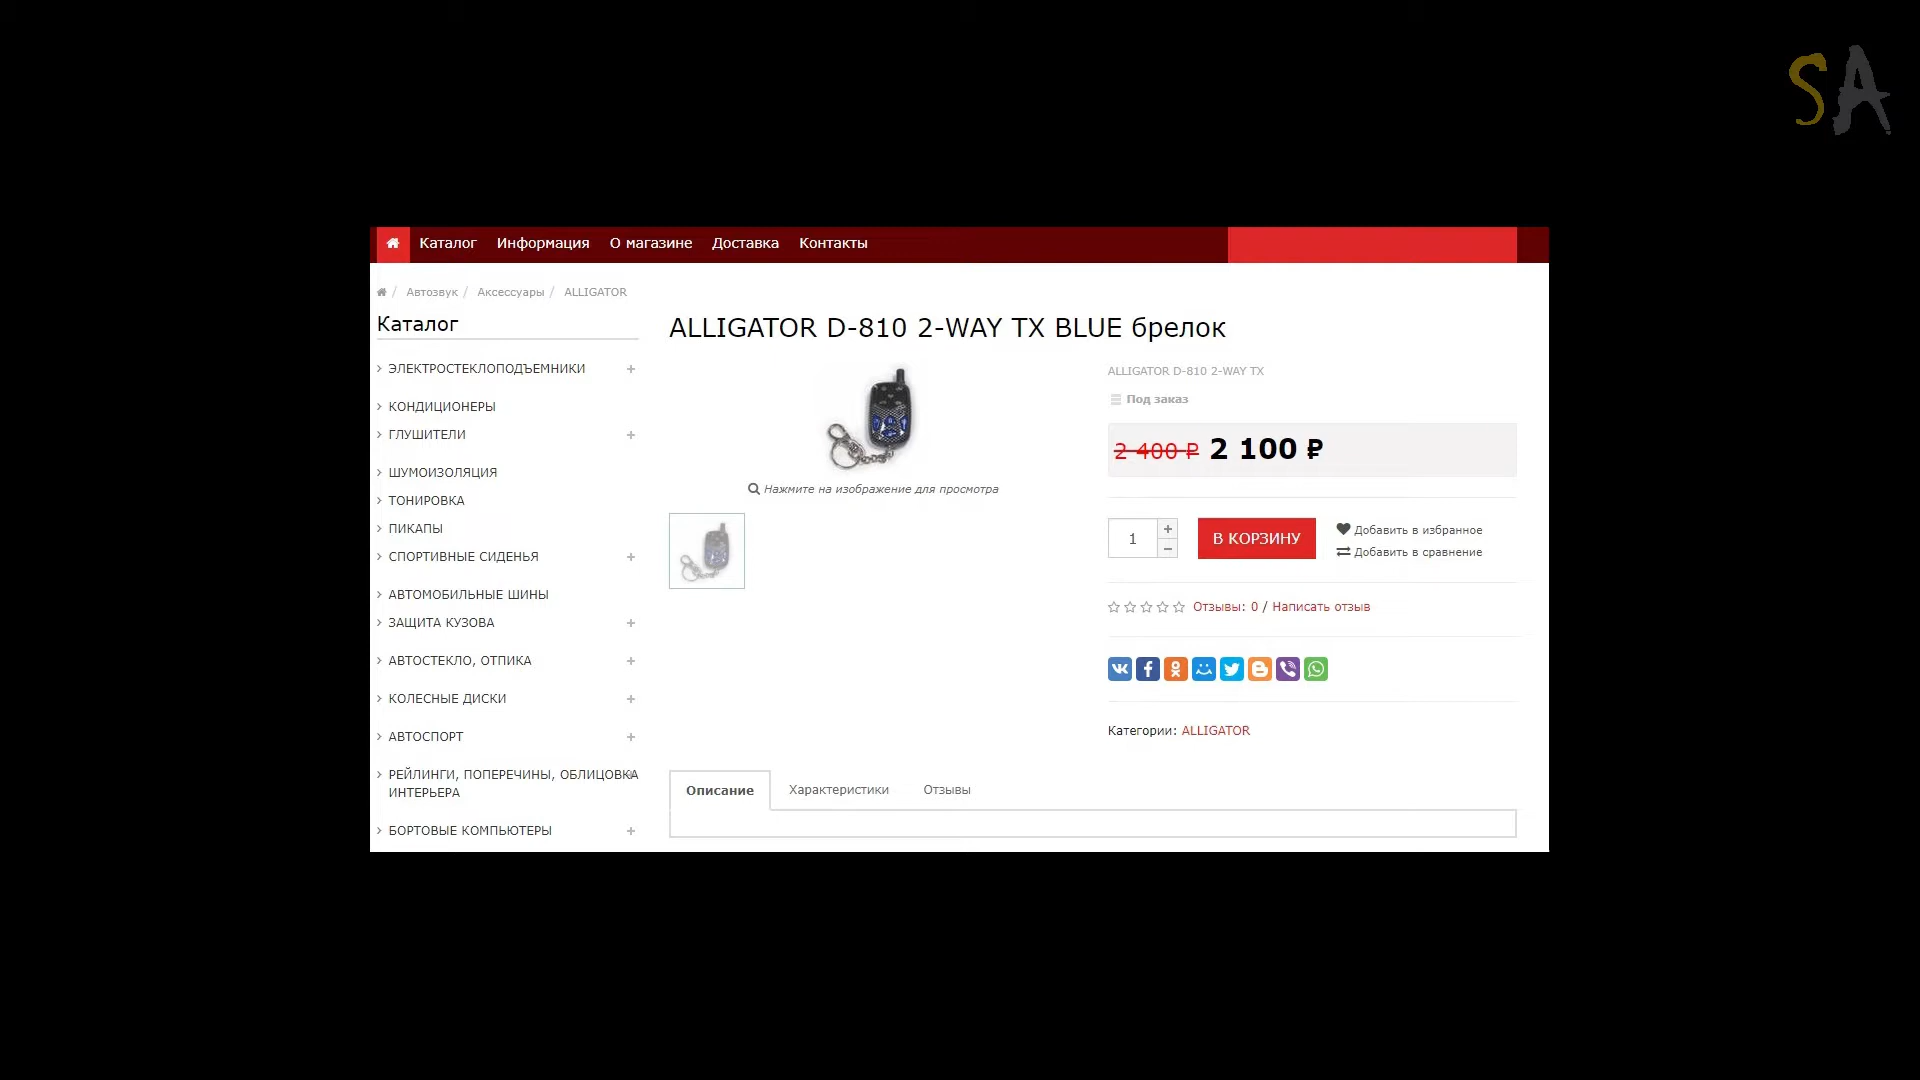 SA
Каталог Информация О магазине Доставка Контакты
/ Автозвук / Аксессуары / ALLIGATOR
Каталог
ЭЛЕКТРОСТЕКЛОПОДЪЕМНИКИ +
КОНДИЦИОНЕРЫ
ГЛУШИТЕЛИ +
ШУМОИЗОЛЯЦИЯ
ТОНИРОВКА
ПИКАПЫ
СПОРТИВНЫЕ СИДЕНЬЯ +
АВТОМОБИЛЬНЫЕ ШИНЫ
ЗАЩИТА КУЗОВА +
АВТОСТЕКЛО, ОТПИКА +
КОЛЕСНЫЕ ДИСКИ +
АВТОСПОРТ +
РЕЙЛИНГИ, ПОПЕРЕЧИНЫ, ОБЛИЦОВКА
ИНТЕРЬЕРА
БОРТОВЫЕ КОМПЬЮТЕРЫ +
ALLIGATOR D-810 2-WAY TX BLUE брелок
Нажмите на изображение для просмотра
ALLIGATOR D-810 2-WAY TX
Под заказ
2 400 ₽ 2 100 ₽
1 + − В КОРЗИНУ
Добавить в избранное
Добавить в сравнение
Отзывы: 0 / Написать отзыв
Категории: ALLIGATOR
Описание Характеристики Отзывы